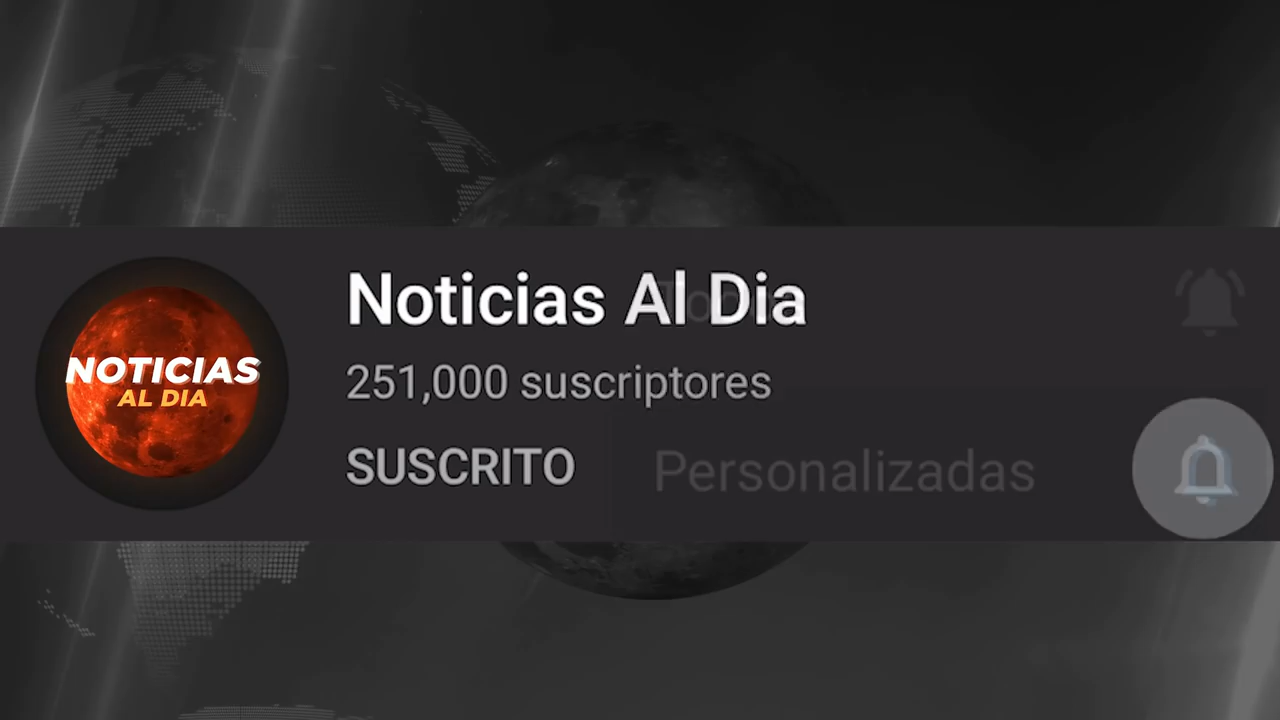 NOTICIAS
AL DIA
Noticias Al Dia
251,000 suscriptores
SUSCRITO
Personalizadas